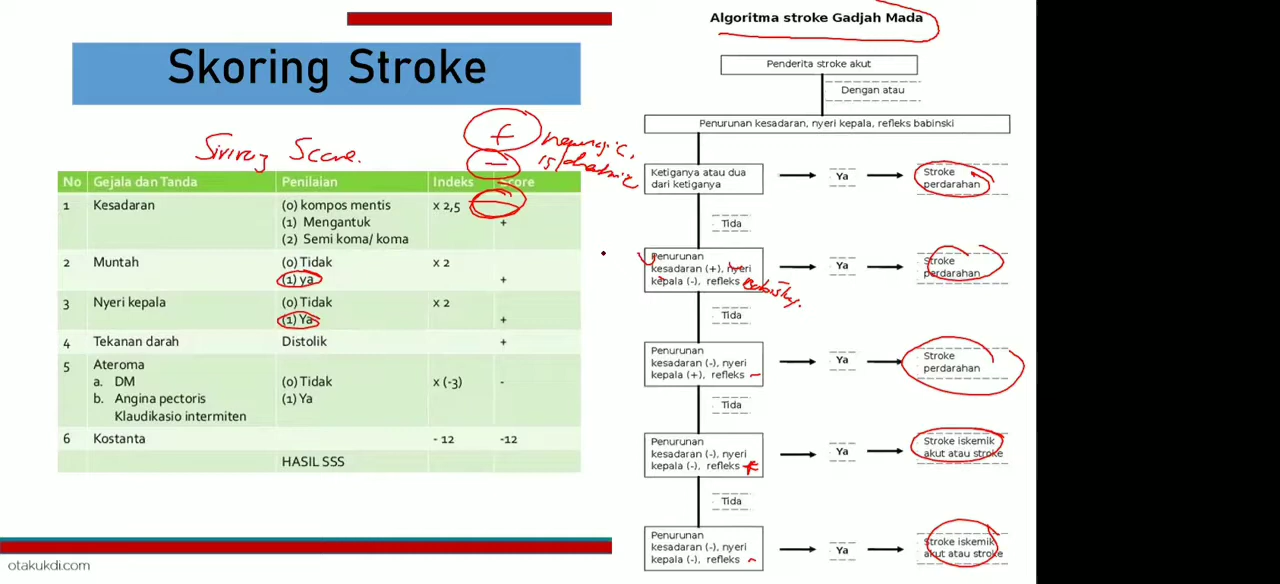 Skoring Stroke
Siriraj Score.
+
-
No Gejala dan Tanda Penilaian Indeks Score
1 Kesadaran (0) kompos mentis x 2,5
(1) Mengantuk +
(2) Semi koma/ koma
2 Muntah (0) Tidak x 2
(1) ya +
3 Nyeri kepala (0) Tidak x 2
(1) Ya +
4 Tekanan darah Distolik +
5 Ateroma
a. DM (0) Tidak x (-3) -
b. Angina pectoris (1) Ya
Klaudikasio intermiten
6 Kostanta - 12 -12
HASIL SSS
otakukdi.com
Algoritma stroke Gadjah Mada
Penderita stroke akut
Dengan atau
Penurunan kesadaran, nyeri kepala, refleks babinski
Ketiganya atau dua
dari ketiganya
Ya
Stroke
perdarahan
Tida
Penurunan
kesadaran (+), nyeri
kepala (-), refleks
Ya
Stroke
perdarahan
Tida
Penurunan
kesadaran (-), nyeri
kepala (+), refleks -
Ya
Stroke
perdarahan
Tida
Penurunan
kesadaran (-), nyeri
kepala (-), refleks +
Ya
Stroke iskemik
akut atau stroke
Tida
Penurunan
kesadaran (-), nyeri
kepala (-), refleks -
Ya
Stroke iskemik
akut atau stroke